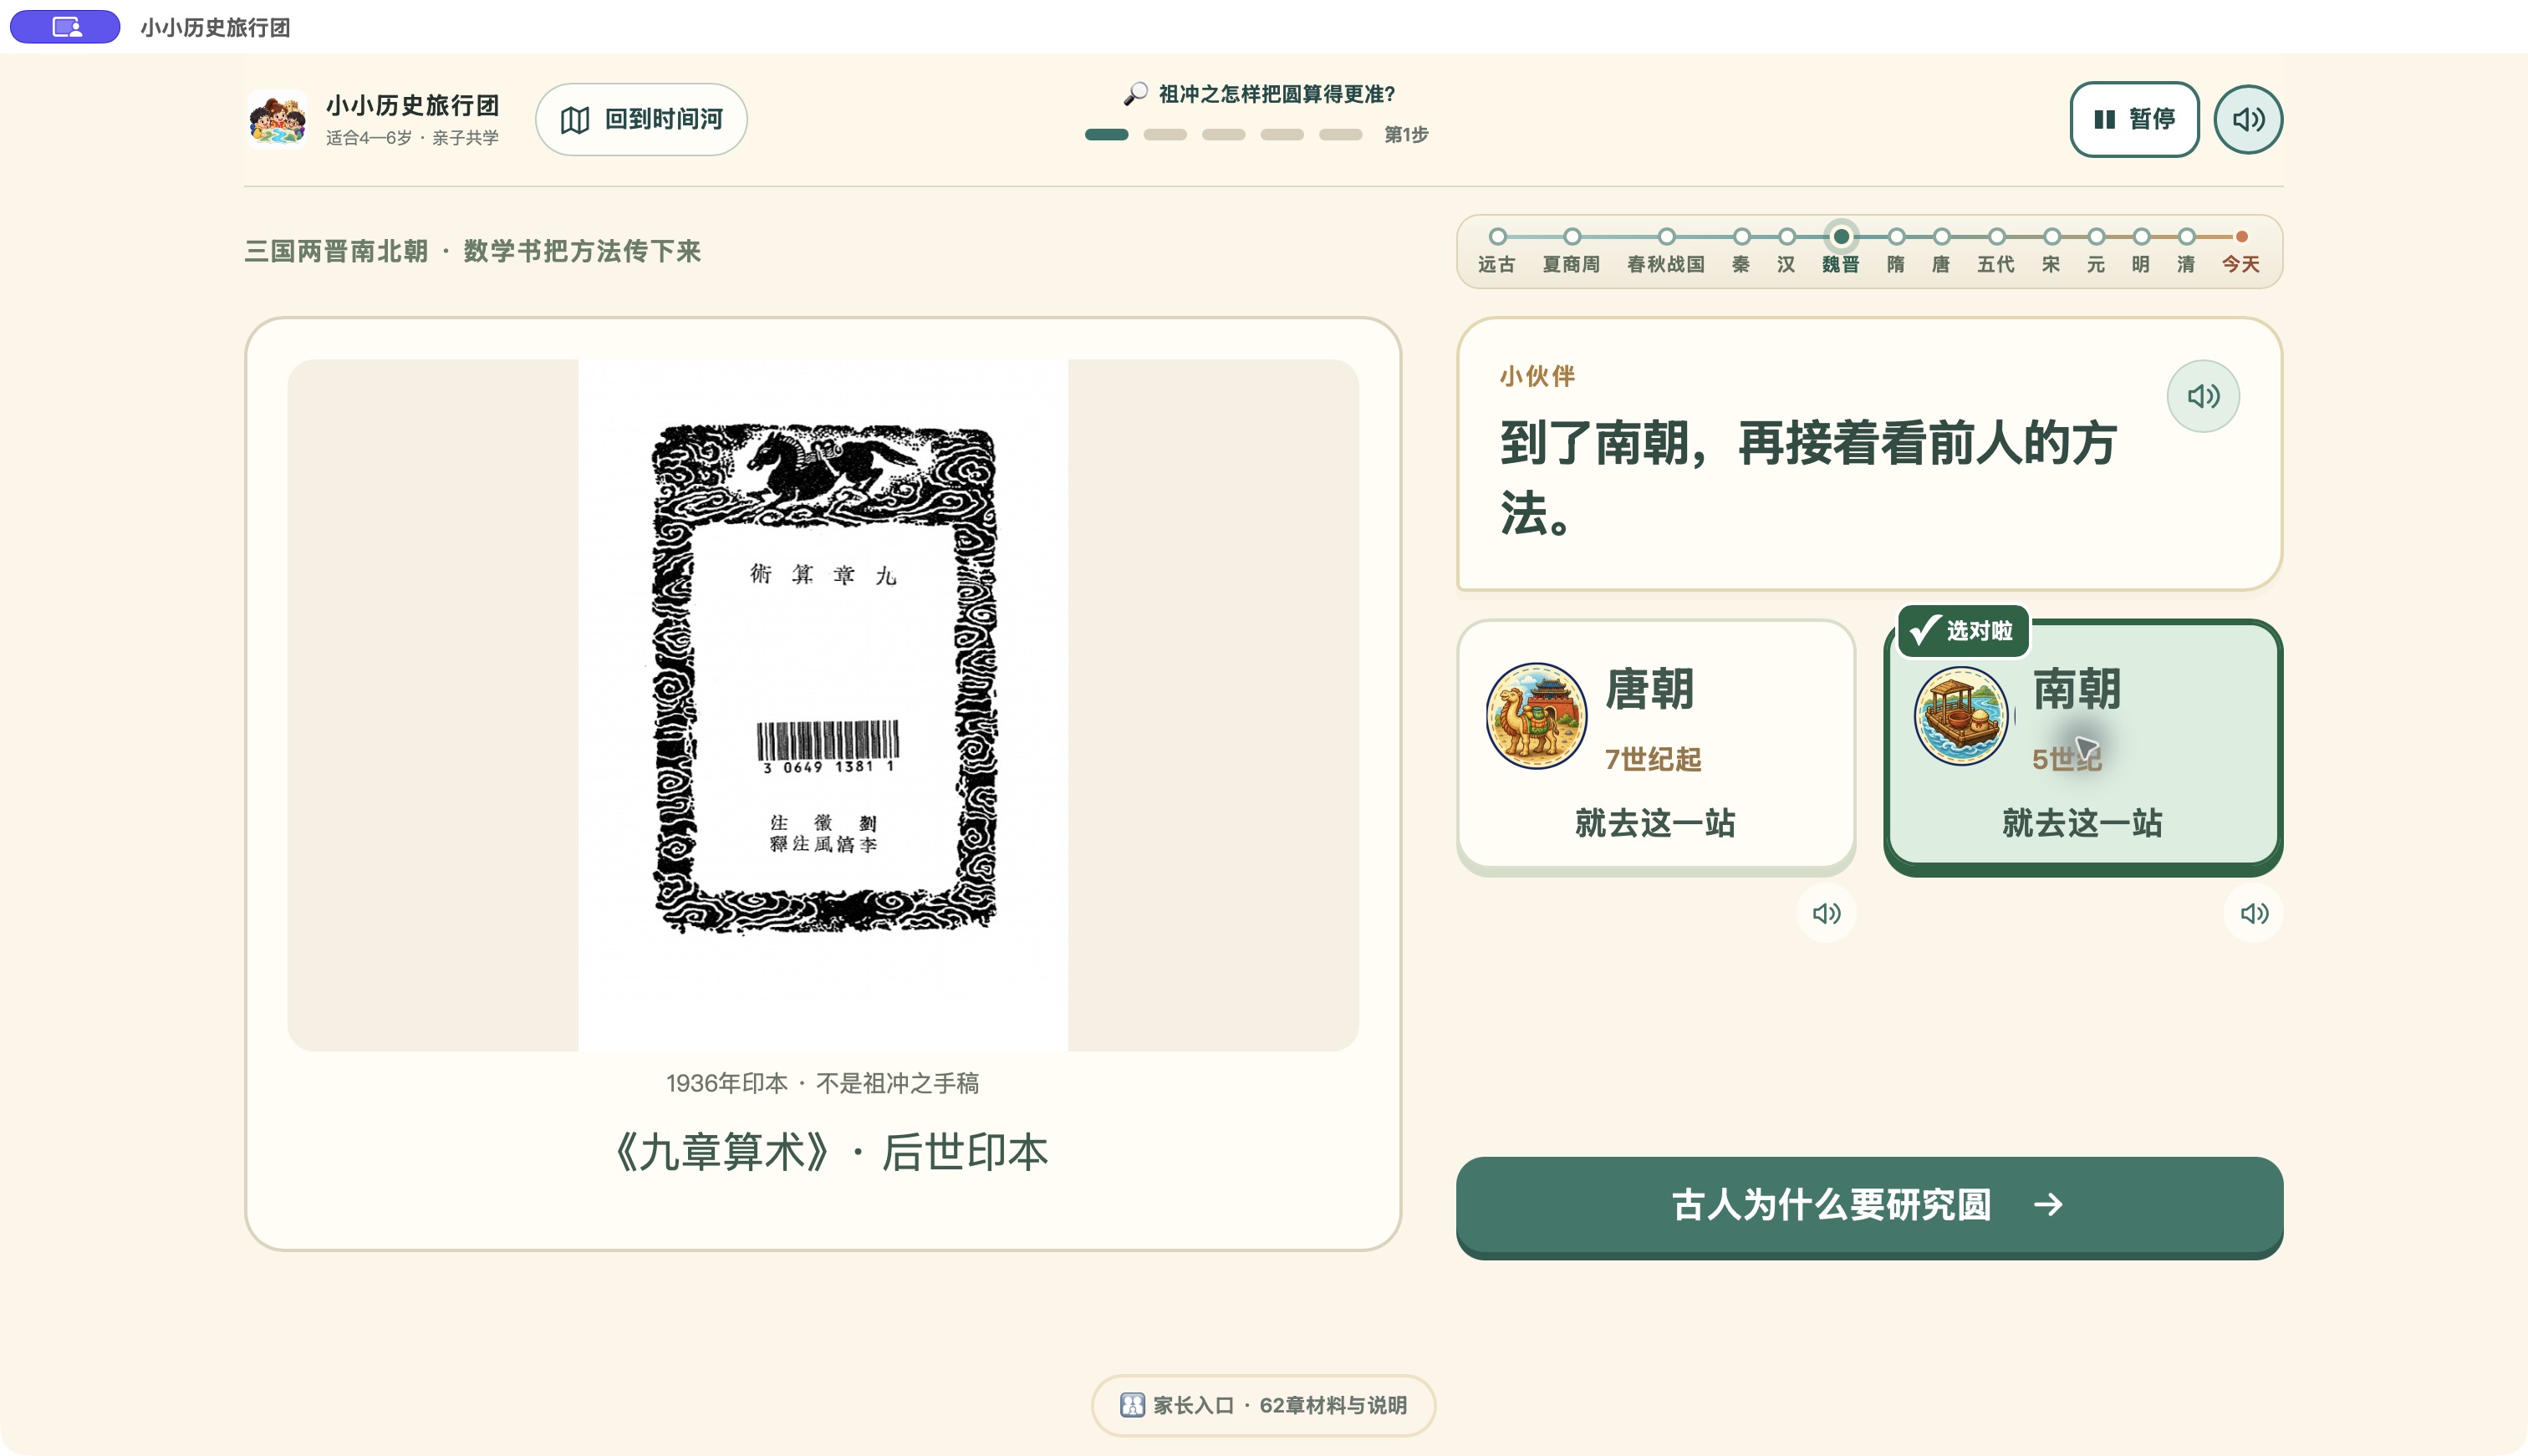 小小历史旅行团
小小历史旅行团
适合4—6岁 · 亲子共学
回到时间河
祖冲之怎样把圆算得更准?
第1步
暂停
三国两晋南北朝 · 数学书把方法传下来
远古 夏商周 春秋战国 秦 汉 魏晋 隋 唐 五代 宋 元 明 清 今天
術 算 章 九
3 0649 1381 1
注 徽 劉
釋注風淳李
1936年印本 · 不是祖冲之手稿
《九章算术》· 后世印本
小伙伴
到了南朝，再接着看前人的方
法。
唐朝
7世纪起
就去这一站
选对啦
南朝
5世纪
就去这一站
古人为什么要研究圆 →
家长入口 · 62章材料与说明